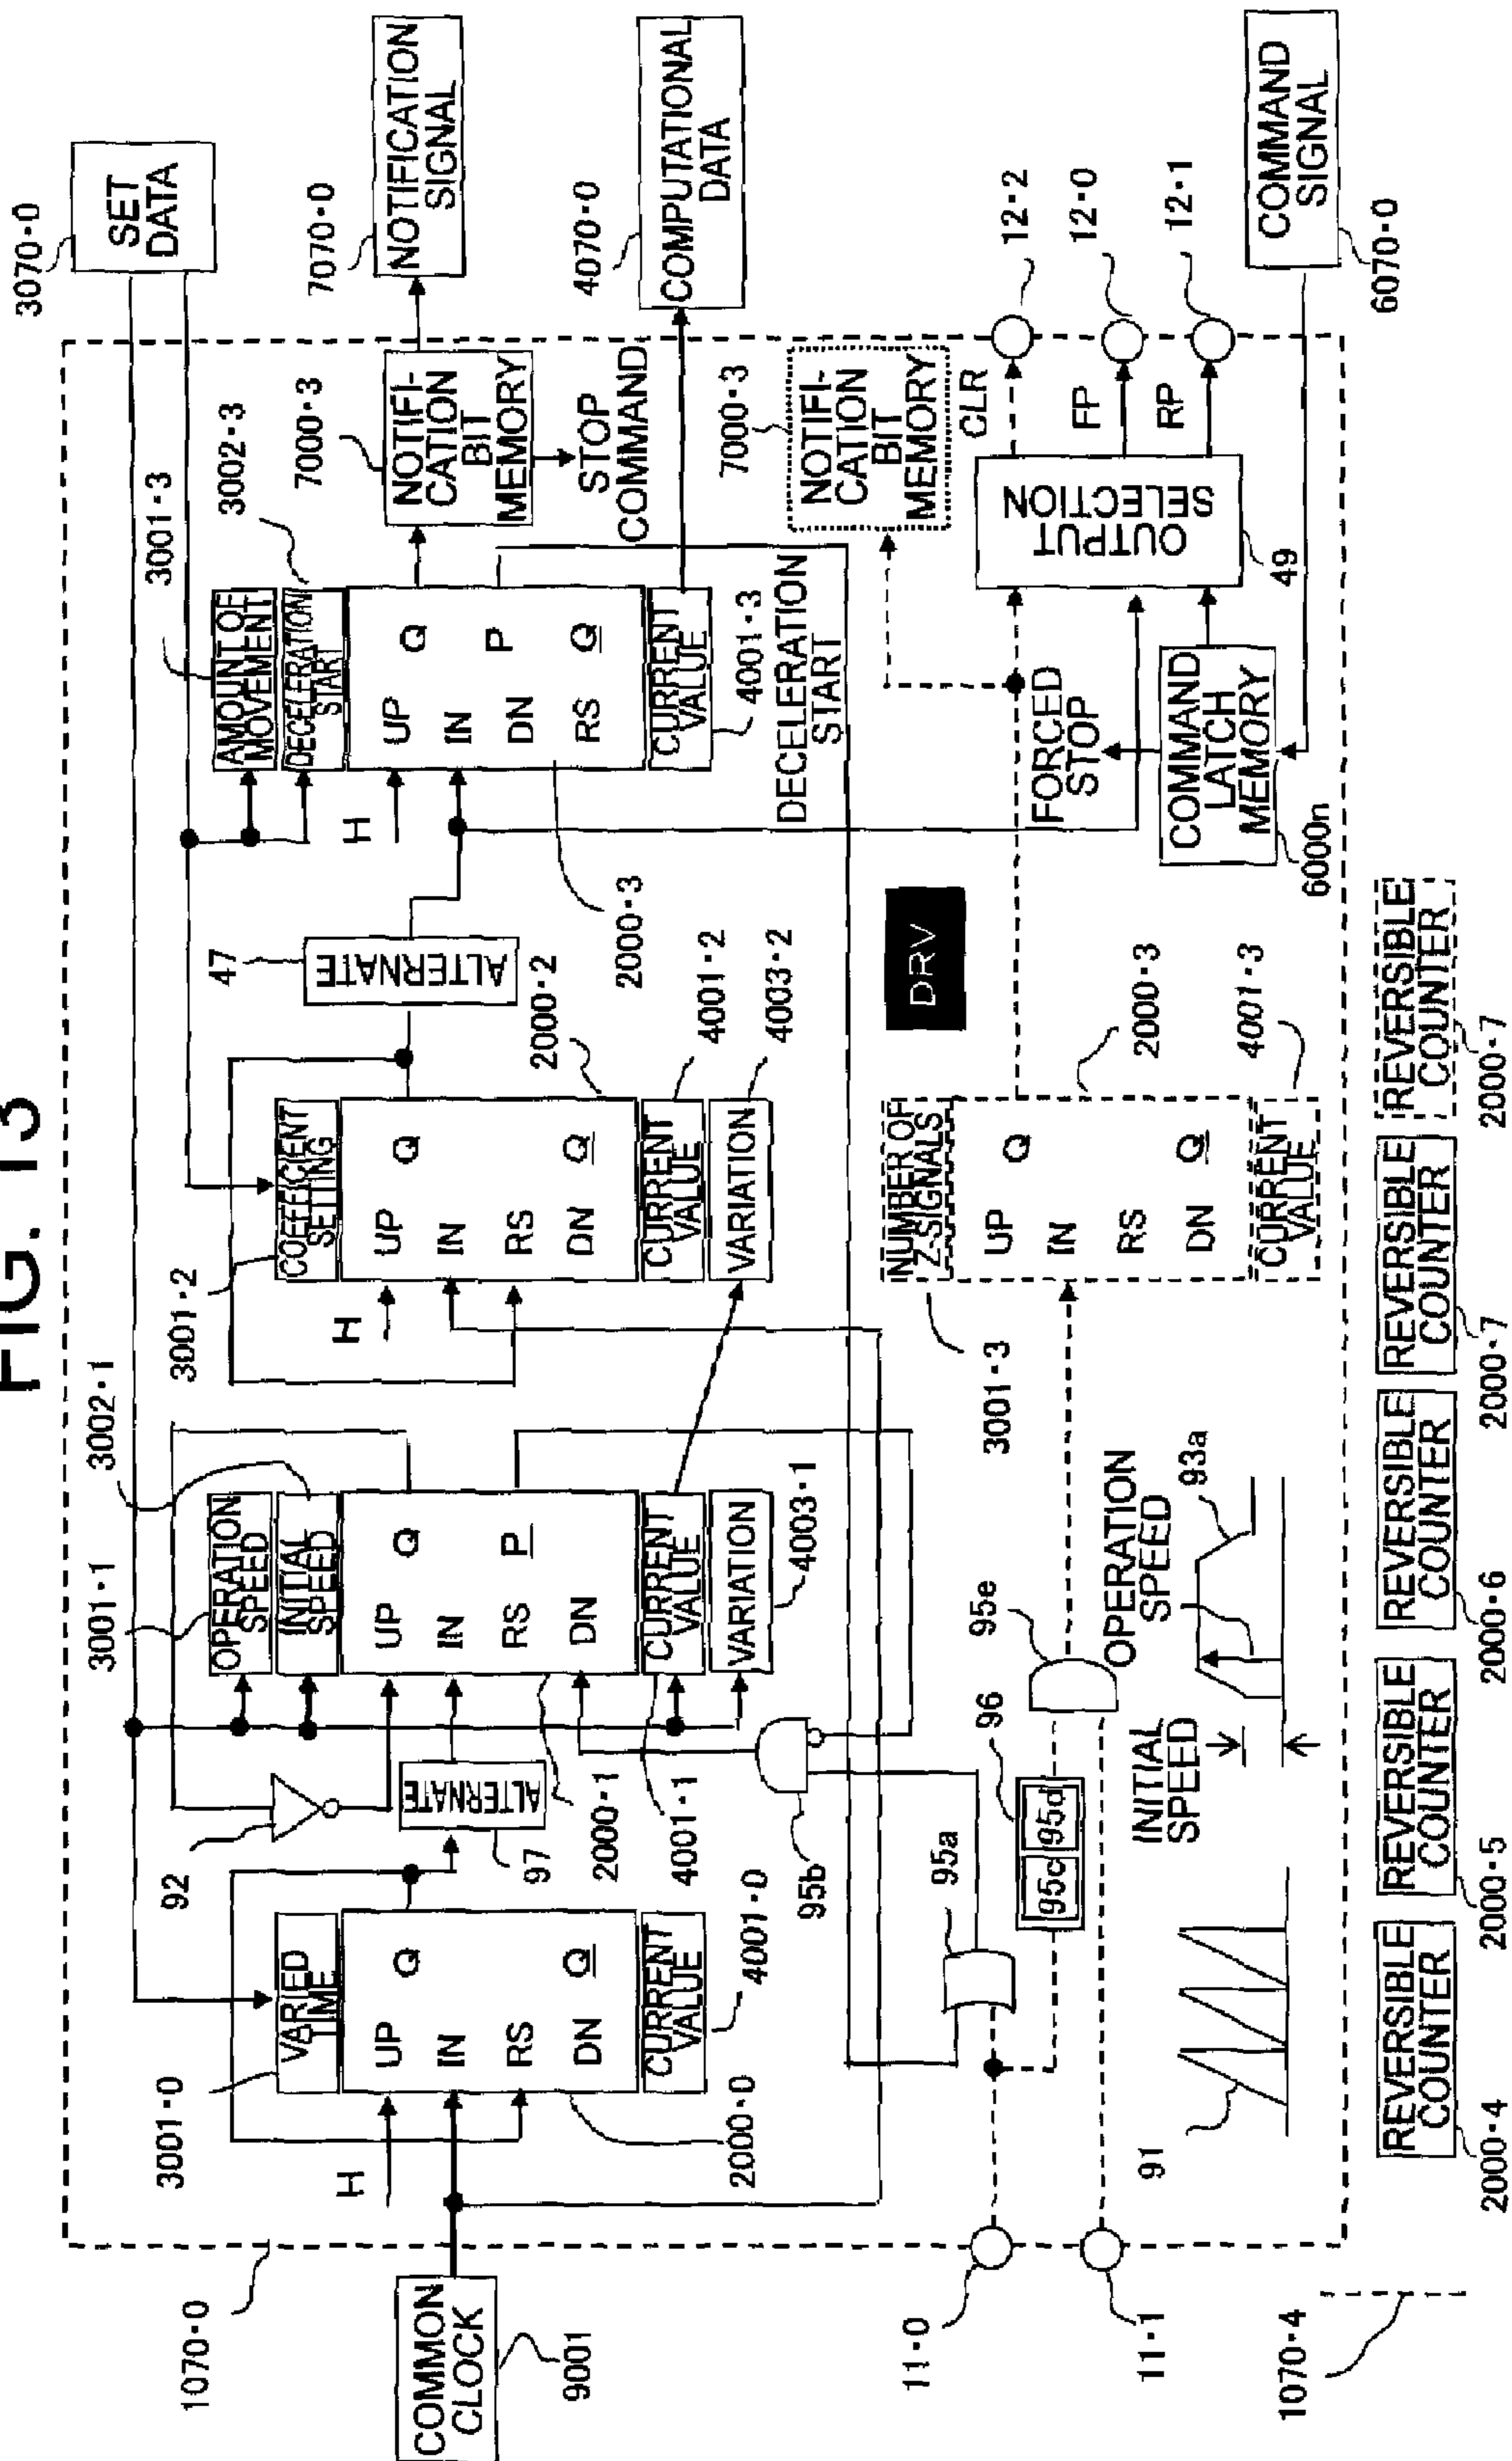 FIG. 13
3070·0
SET
DATA
1070·0
COMMON
CLOCK
9001
3001·0
VARIED
TIME
H
UP
IN
RS
DN
Q
Q
CURRENT
VALUE
4001·0
2000·0
92
ALTERNATE
97
3001·1
3002·1
OPERATION
SPEED
INITIAL
SPEED
UP
IN
RS
DN
Q
P
CURRENT
VALUE
VARIATION
4003·1
2000·1
4001·1
95b
95a
3001·2
COEFFICIENT
SETTING
H
UP
IN
RS
DN
Q
Q
CURRENT
VALUE
VARIATION
2000·2
4001·2
4003·2
47
ALTERNATE
3001·3
3002·3
AMOUNT OF
MOVEMENT
DECELERATION
START
H
UP
IN
DN
RS
Q
P
Q
CURRENT
VALUE
4001·3
2000·3
DECELERATION
START
7000·3
NOTIFI-
CATION
BIT
MEMORY
STOP
COMMAND
7070·0
NOTIFICATION
SIGNAL
4070·0
COMPUTATIONAL
DATA
7000·3
NOTIFI-
CATION
BIT
MEMORY
CLR
FP
RP
12·2
12·0
12·1
OUTPUT
SELECTION
49
FORCED
STOP
COMMAND
LATCH
MEMORY
6000n
COMMAND
SIGNAL
6070·0
DRV
NUMBER OF
Z-SIGNALS
UP
IN
RS
DN
Q
Q
CURRENT
VALUE
3001·3
2000·3
4001·3
95e
96
95c
95d
11·0
11·1
91
INITIAL
SPEED
OPERATION
SPEED
93a
1070·4
REVERSIBLE
COUNTER
2000·4
REVERSIBLE
COUNTER
2000·5
REVERSIBLE
COUNTER
2000·6
REVERSIBLE
COUNTER
2000·7
REVERSIBLE
COUNTER
2000·7